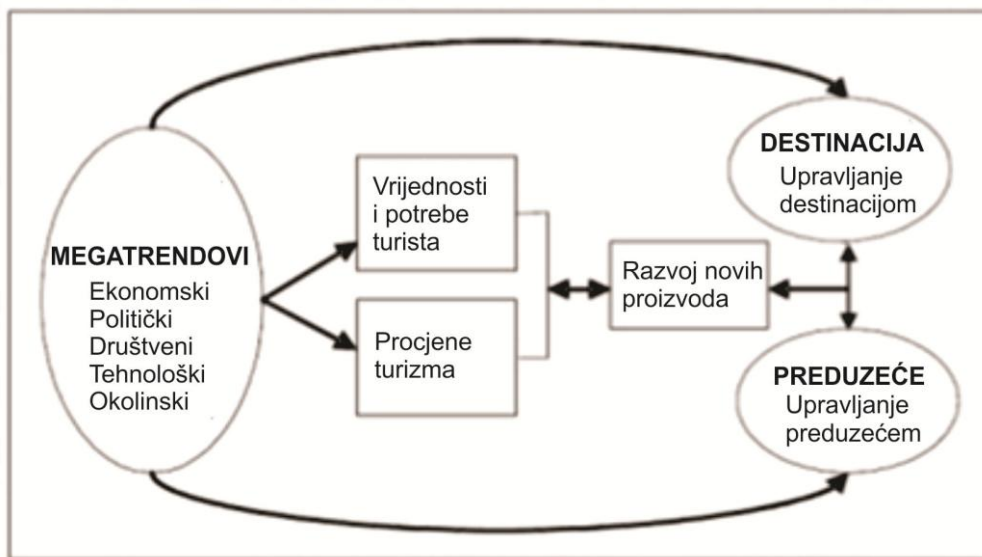 MEGATRENDOVI
Ekonomski
Politički
Društveni
Tehnološki
Okolinski
Vrijednosti
i potrebe
turista
Procjene
turizma
Razvoj novih
proizvoda
DESTINACIJA
Upravljanje
destinacijom
PREDUZEĆE
Upravljanje
preduzećem